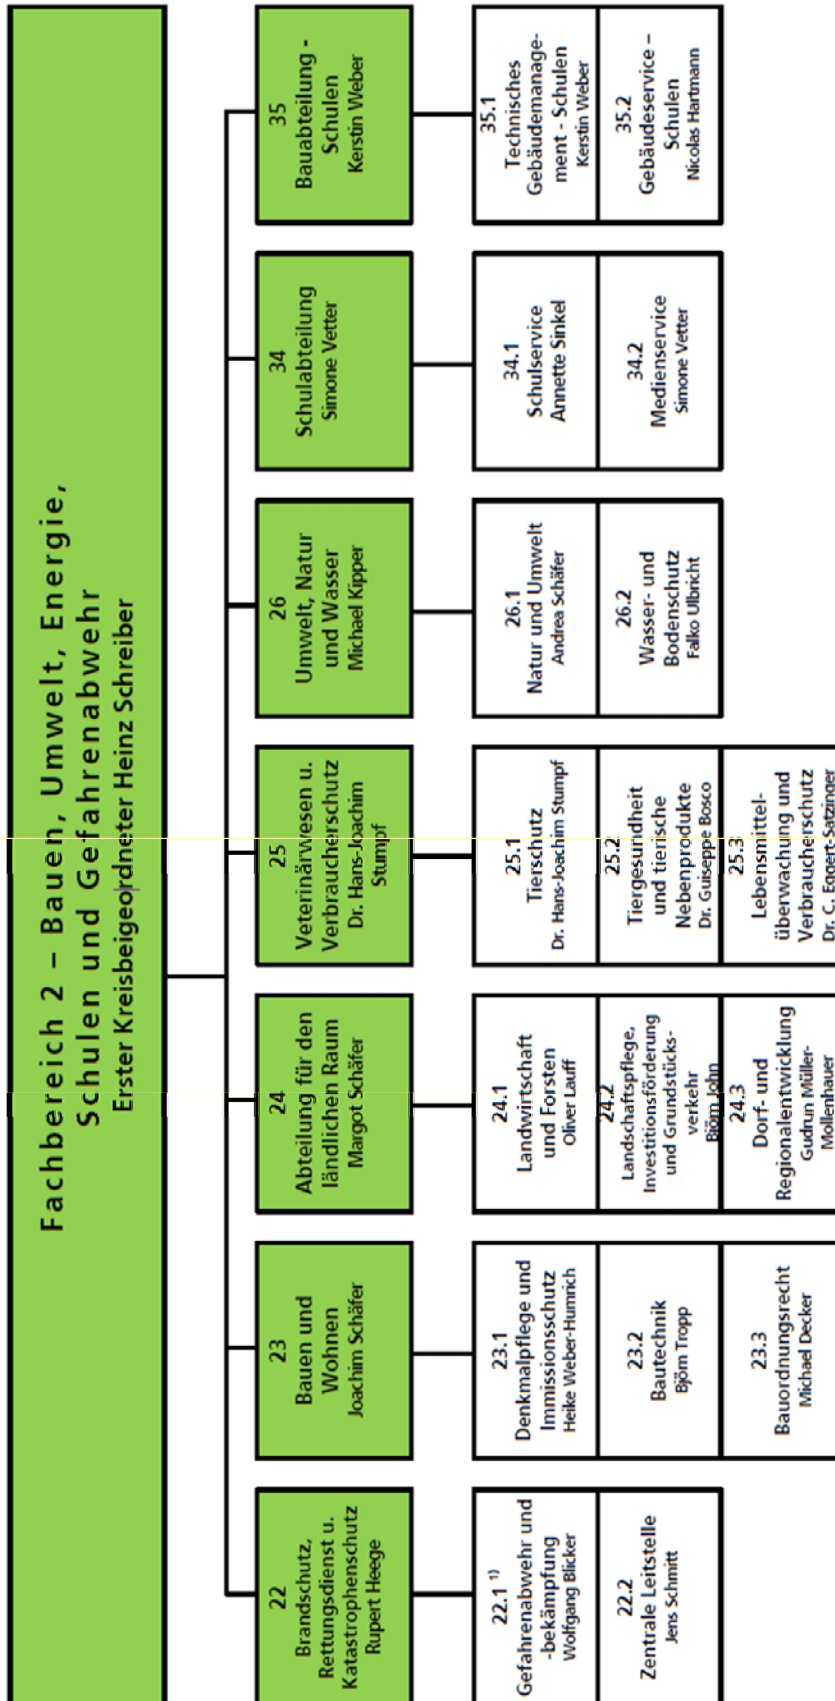 Fachbereich 2 – Bauen, Umwelt, Energie,
Schulen und Gefahrenabwehr
Erster Kreisbeigeordneter Heinz Schreiber
22
Brandschutz,
Rettungsdienst u.
Katastrophenschutz
Rupert Heege
22.1 ¹⁾
Gefahrenabwehr und
-bekämpfung
Wolfgang Blicker
22.2
Zentrale Leitstelle
Jens Schmitt
23
Bauen und
Wohnen
Joachim Schäfer
23.1
Denkmalpflege und
Immissionsschutz
Heike Weber-Humrich
23.2
Bautechnik
Björn Tropp
23.3
Bauordnungsrecht
Michael Decker
24
Abteilung für den
ländlichen Raum
Margot Schäfer
24.1
Landwirtschaft
und Forsten
Oliver Lauff
24.2
Landschaftspflege,
Investitionsförderung
und Grundstücks-
verkehr
Björn John
24.3
Dorf- und
Regionalentwicklung
Gudrun Müller-
Mollenhauer
25
Veterinärwesen u.
Verbraucherschutz
Dr. Hans-Joachim
Stumpf
25.1
Tierschutz
Dr. Hans-Joachim Stumpf
25.2
Tiergesundheit
und tierische
Nebenprodukte
Dr. Guiseppe Bosco
25.3
Lebensmittel-
überwachung und
Verbraucherschutz
Dr. C. Eggert-Satzinger
26
Umwelt, Natur
und Wasser
Michael Kipper
26.1
Natur und Umwelt
Andrea Schäfer
26.2
Wasser- und
Bodenschutz
Falko Ulbricht
34
Schulabteilung
Simone Vetter
34.1
Schulservice
Annette Sinkel
34.2
Medienservice
Simone Vetter
35
Bauabteilung -
Schulen
Kerstin Weber
35.1
Technisches
Gebäudemanage-
ment - Schulen
Kerstin Weber
35.2
Gebäudeservice –
Schulen
Nicolas Hartmann